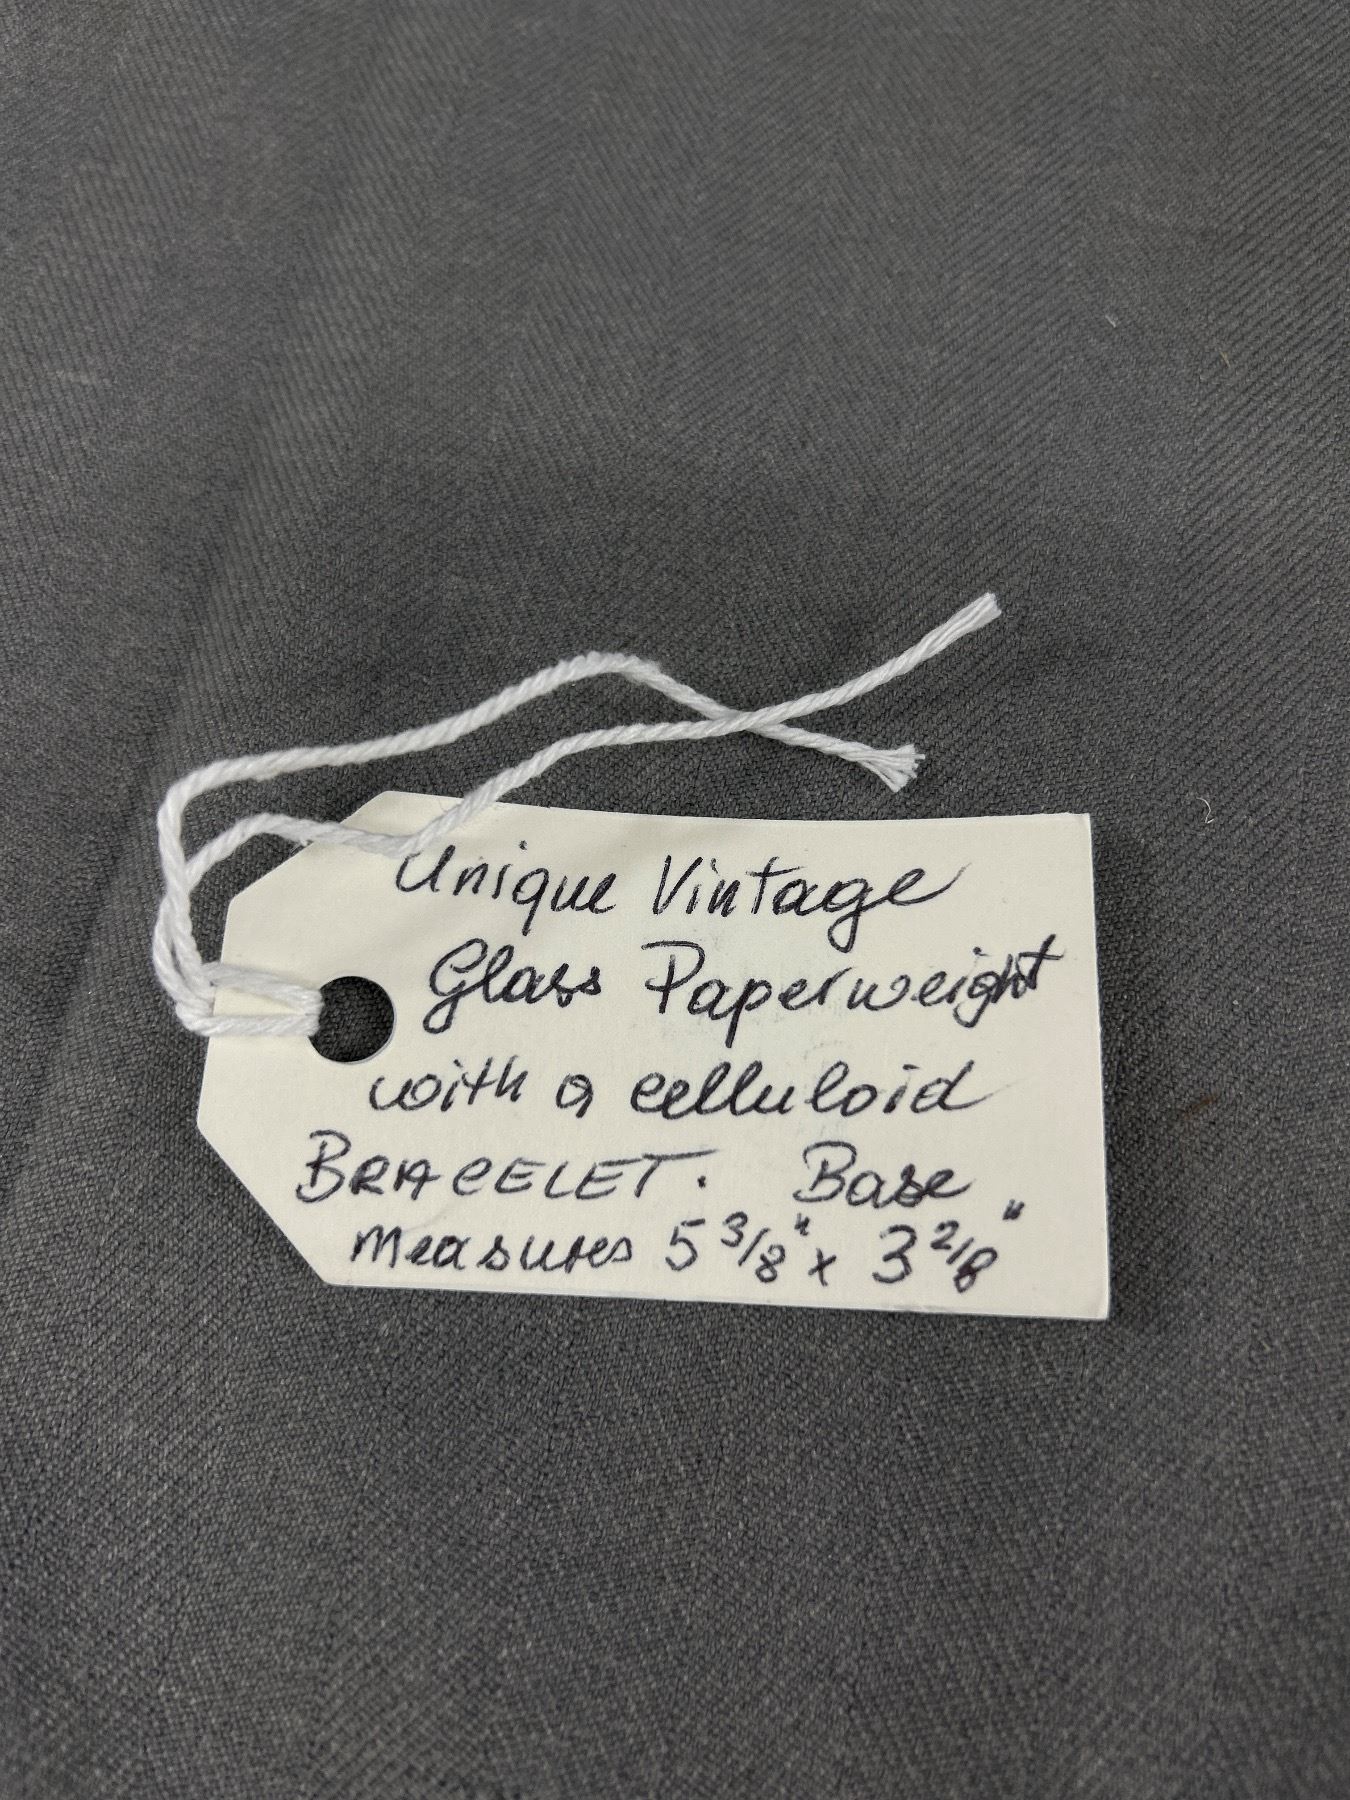 Unique Vintage
Glass Paperweight
with a celluloid
BRACELET. Base
Measures 5 3/8" x 3 2/8"